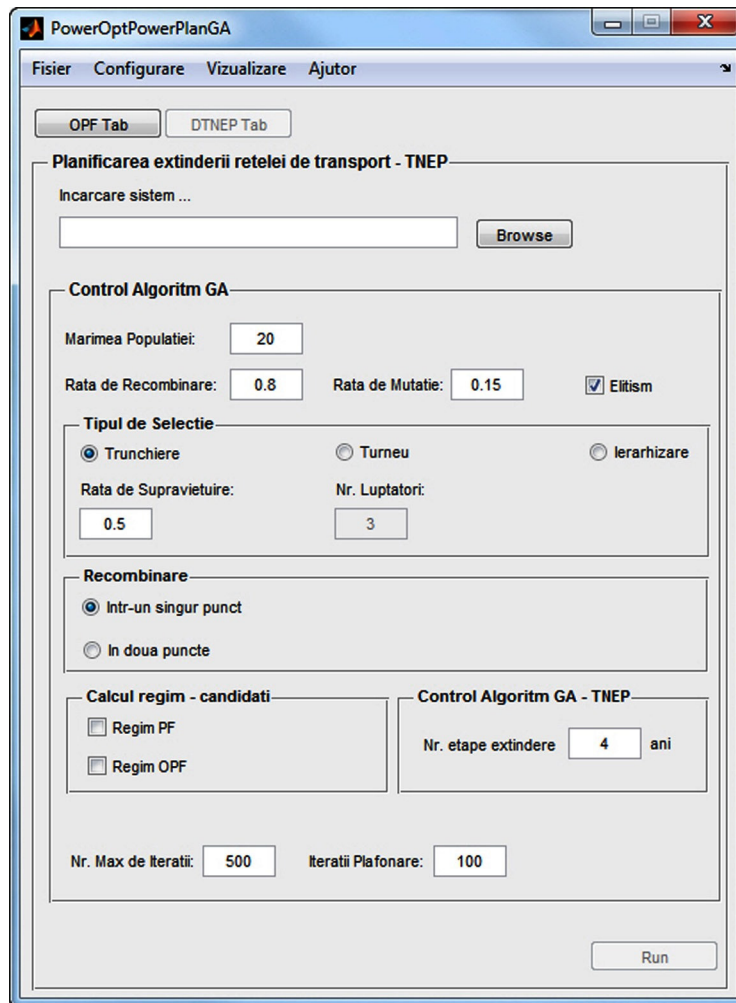 PowerOptPowerPlanGA
Fisier Configurare Vizualizare Ajutor
OPF Tab DTNEP Tab
Planificarea extinderii retelei de transport - TNEP
Incarcare sistem ...
Browse
Control Algoritm GA
Marimea Populatiei: 20
Rata de Recombinare: 0.8 Rata de Mutatie: 0.15 Elitism
Tipul de Selectie
Trunchiere Turneu Ierarhizare
Rata de Supravietuire: Nr. Luptatori:
0.5 3
Recombinare
Intr-un singur punct
In doua puncte
Calcul regim - candidati Control Algoritm GA - TNEP
Regim PF
Nr. etape extindere 4 ani
Regim OPF
Nr. Max de Iteratii: 500 Iteratii Plafonare: 100
Run